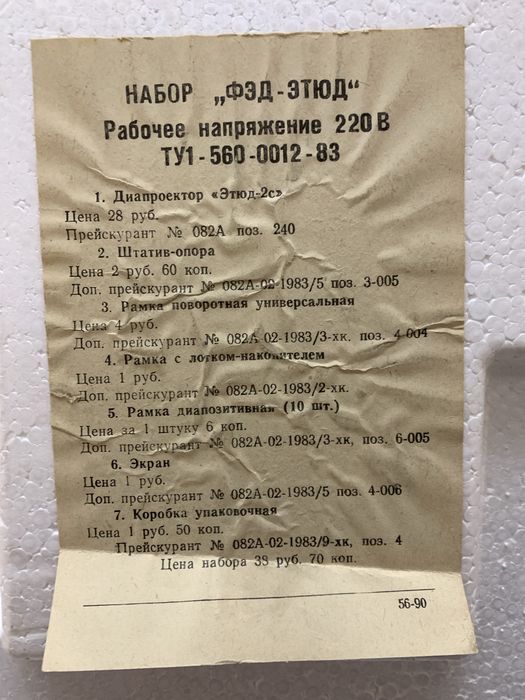 НАБОР „ФЭД-ЭТЮД“
Рабочее напряжение 220 В
ТУ1-560-0012-83
1. Диапроектор «Этюд-2с»
Цена 28 руб.
Прейскурант № 082А поз. 240
2. Штатив-опора
Цена 2 руб. 60 коп.
Доп. прейскурант № 082А-02-1983/5 поз. 3-005
3. Рамка поворотная универсальная
Цена 4 руб.
Доп. прейскурант № 082А-02-1983/3-хк. поз. 4-004
4. Рамка с лотком-накопителем
Цена 1 руб.
Доп. прейскурант № 082А-02-1983/2-хк.
5. Рамка диапозитивная (10 шт.)
Цена за 1 штуку 6 коп.
Доп. прейскурант № 082А-02-1983/3-хк, поз. 6-005
6. Экран
Цена 1 руб.
Доп. прейскурант № 082А-02-1983/5 поз. 4-006
7. Коробка упаковочная
Цена 1 руб. 50 коп.
Прейскурант № 082А-02-1983/9-хк, поз. 4
Цена набора 38 руб. 70 коп.
56-90